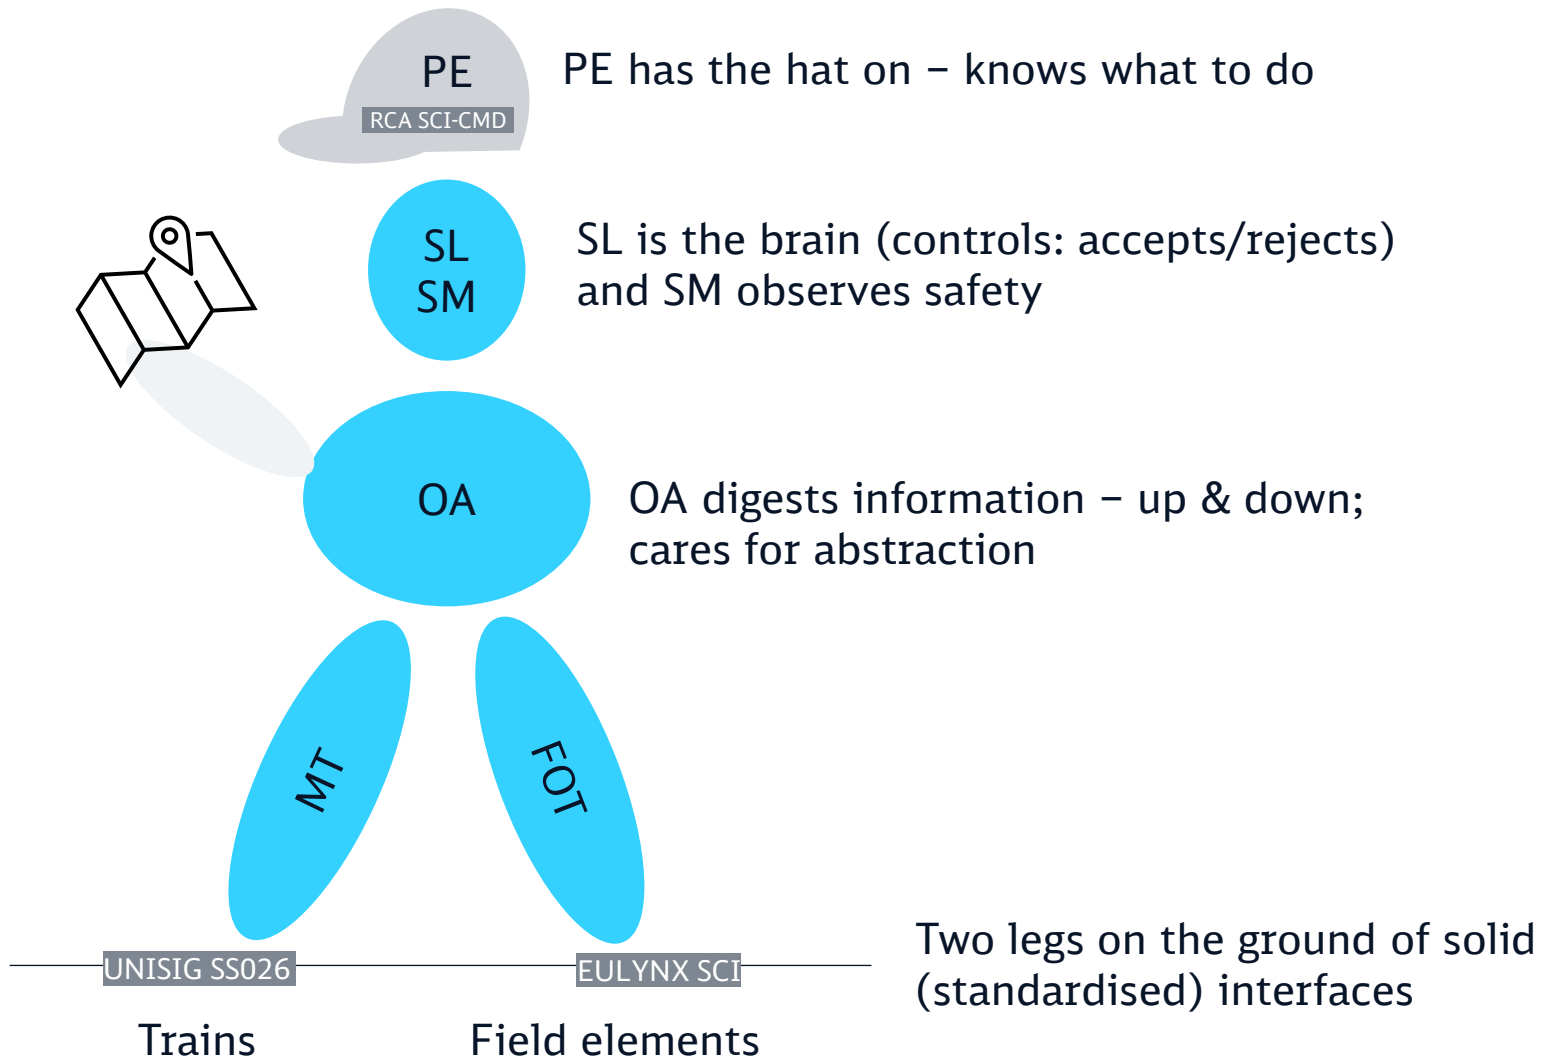 PE
RCA SCI-CMD
PE has the hat on – knows what to do
SL
SM
SL is the brain (controls: accepts/rejects)
and SM observes safety
OA
OA digests information – up & down;
cares for abstraction
MT
FOT
UNISIG SS026
EULYNX SCI
Two legs on the ground of solid
(standardised) interfaces
Trains
Field elements